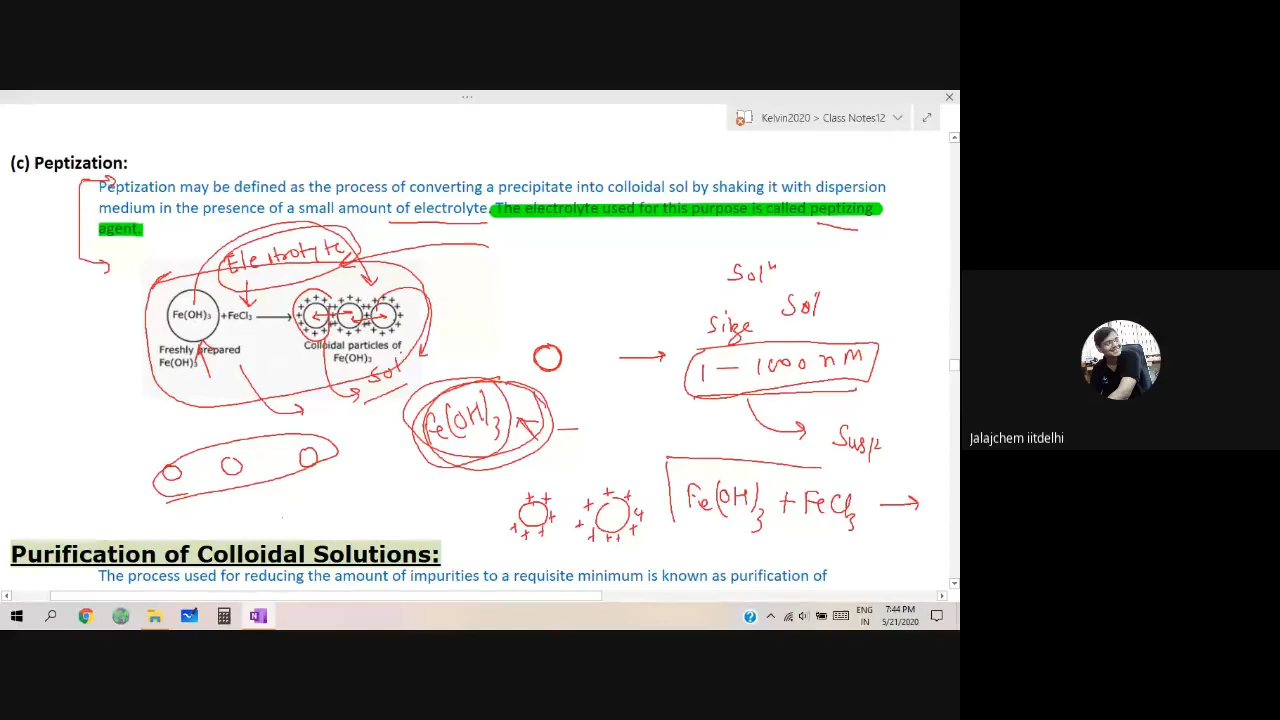 Kelvin2020 > Class Notes12
(c) Peptization:
Peptization may be defined as the process of converting a precipitate into colloidal sol by shaking it with dispersion
medium in the presence of a small amount of electrolyte. The electrolyte used for this purpose is called peptizing
agent.
Electrolyte
Fe(OH)₃ +FeCl₃
Freshly prepared
Fe(OH)₃
Colloidal particles of
Fe(OH)₃
Sol
Solⁿ
Sol
Size
1 - 1000 nm
Susp
Fe(OH)₃
Fe(OH)₃ + FeCl₃ →
Purification of Colloidal Solutions:
The process used for reducing the amount of impurities to a requisite minimum is known as purification of
ENG
IN
7:44 PM
5/21/2020
Jalajchem iitdelhi